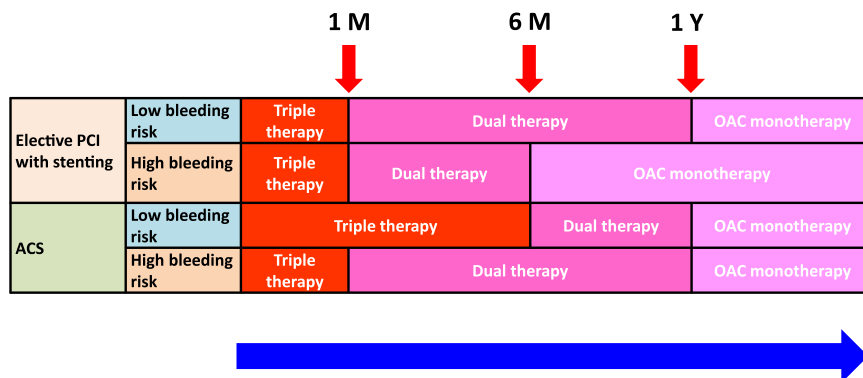 1 M 6 M 1 Y
Elective PCI
with stenting
Low bleeding
risk
Triple
therapy
Dual therapy
OAC monotherapy
High bleeding
risk
Triple
therapy
Dual therapy
OAC monotherapy
ACS
Low bleeding
risk
Triple therapy
Dual therapy
OAC monotherapy
High bleeding
risk
Triple
therapy
Dual therapy
OAC monotherapy